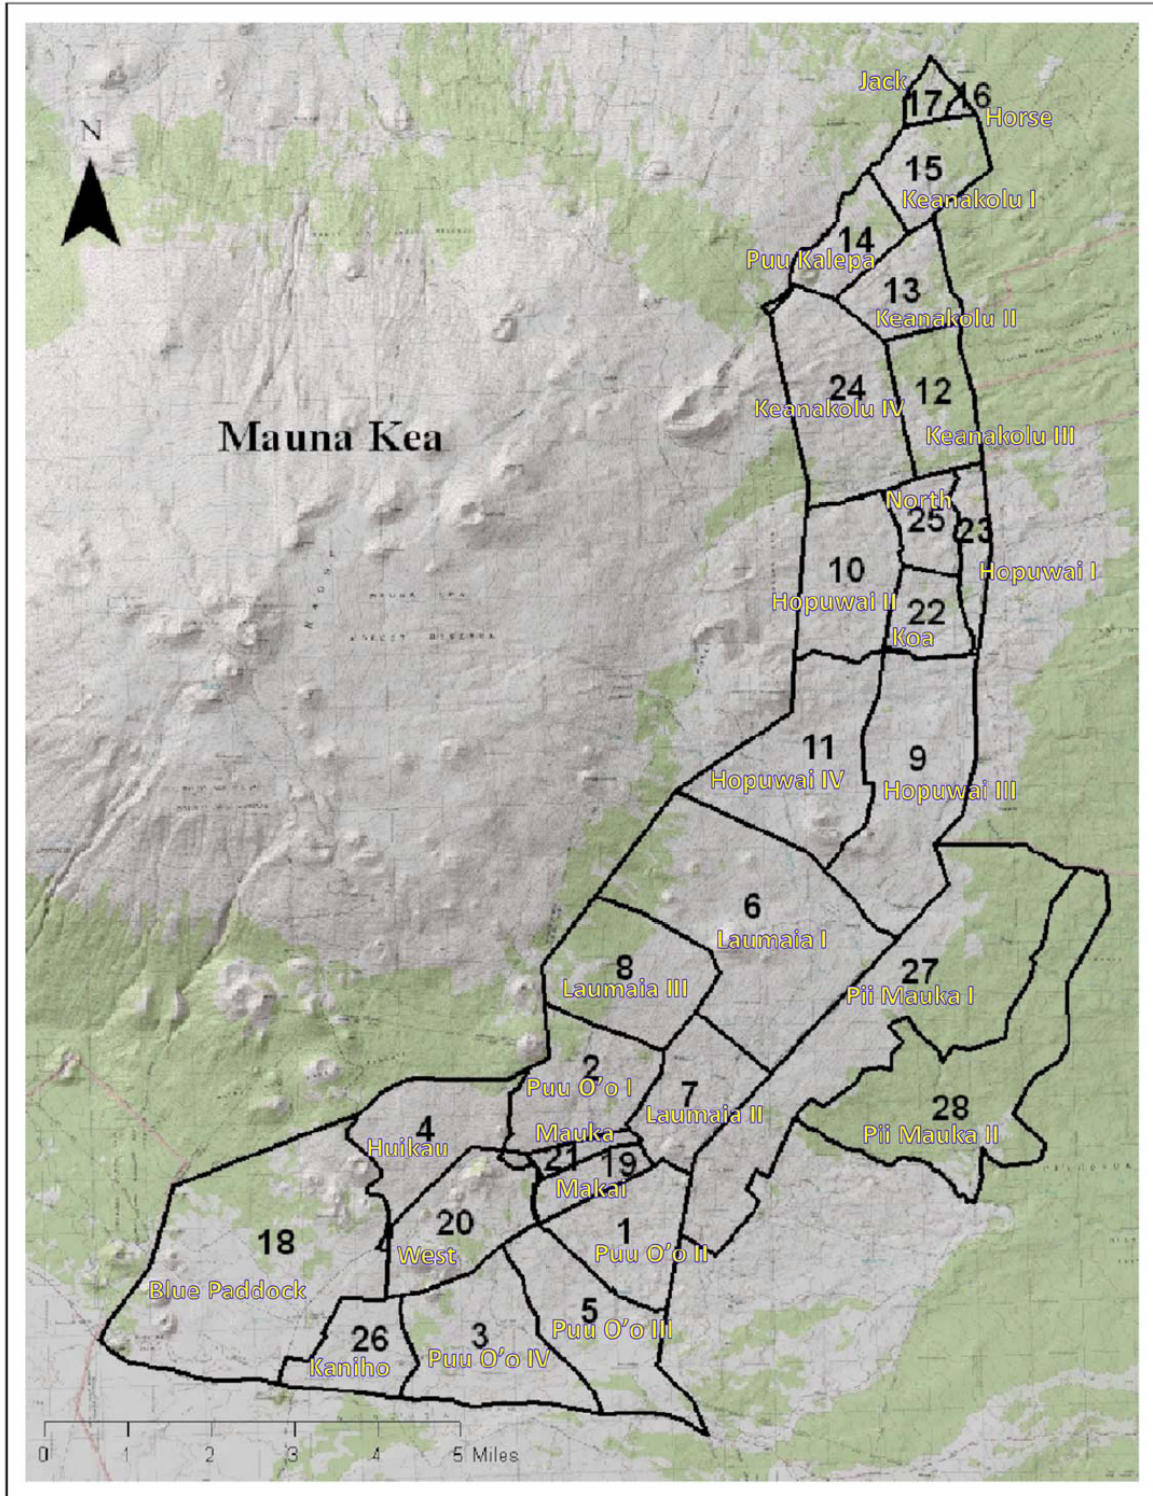 Jack
17
16
Horse
15
Keanakolu I
N
14
Puu Kalepa
13
Keanakolu II
24
12
Keanakolu IV
Mauna Kea
Keanakolu III
North
25
23
10
Hopuwai I
Hopuwai II
22
Koa
11
9
Hopuwai IV
Hopuwai III
6
Laumaia I
8
27
Laumaia III
Pii Mauka I
2
Puu O'o I
7
28
Laumaia II
4
Mauka
Pii Mauka II
Huikau
21
19
Makai
20
1
18
West
Puu O'o II
Blue Paddock
5
26
3
Puu O'o III
Kaniho
Puu O'o IV
0 1 2 3 4 5 Miles